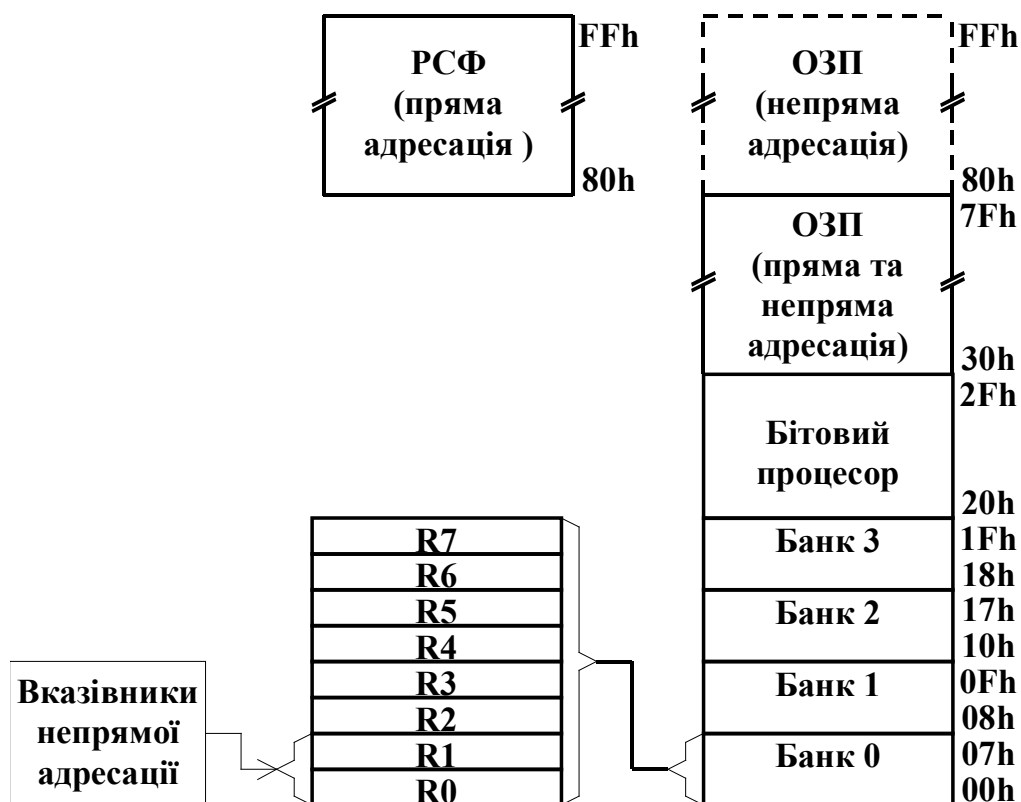 РСФ
(пряма
адресація )
FFh
80h
ОЗП
(непряма
адресація)
FFh
80h
ОЗП
(пряма та
непряма
адресація)
7Fh
30h
Бітовий
процесор
2Fh
20h
Банк 3
1Fh
18h
Банк 2
17h
10h
Банк 1
0Fh
08h
Банк 0
07h
00h
R7
R6
R5
R4
R3
R2
R1
R0
Вказівники
непрямої
адресації